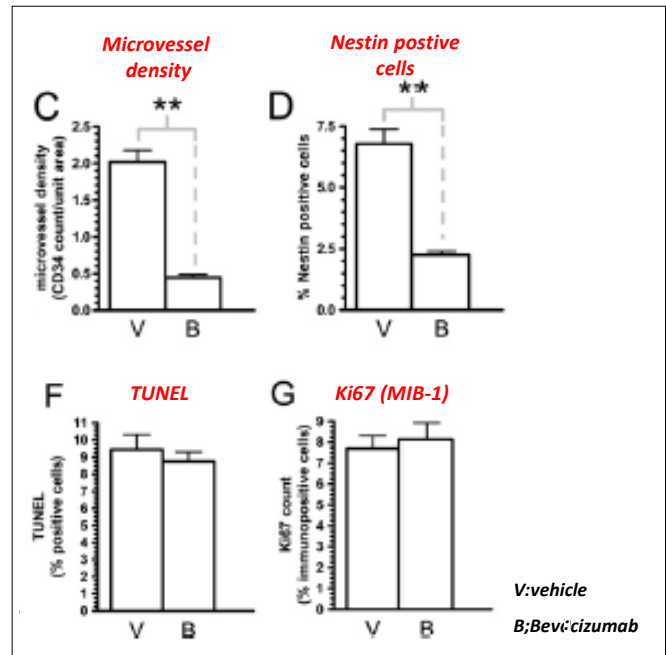 Microvessel
density
Nestin postive
cells
C
**
microvessel density
(CD34 count/unit area)
2.5
2.0
1.5
1.0
0.5
0.0
V B
D
**
% Nestin positive cells
7.5
5.0
2.5
0.0
V B
TUNEL
F
TUNEL
(% positive cells)
11
10
9
8
7
6
5
4
3
2
1
0
V B
Ki67 (MIB-1)
G
Ki67 count
(% immunopositive cells)
9
8
7
6
5
4
3
2
1
0
V B
V:vehicle
B;Bevacizumab